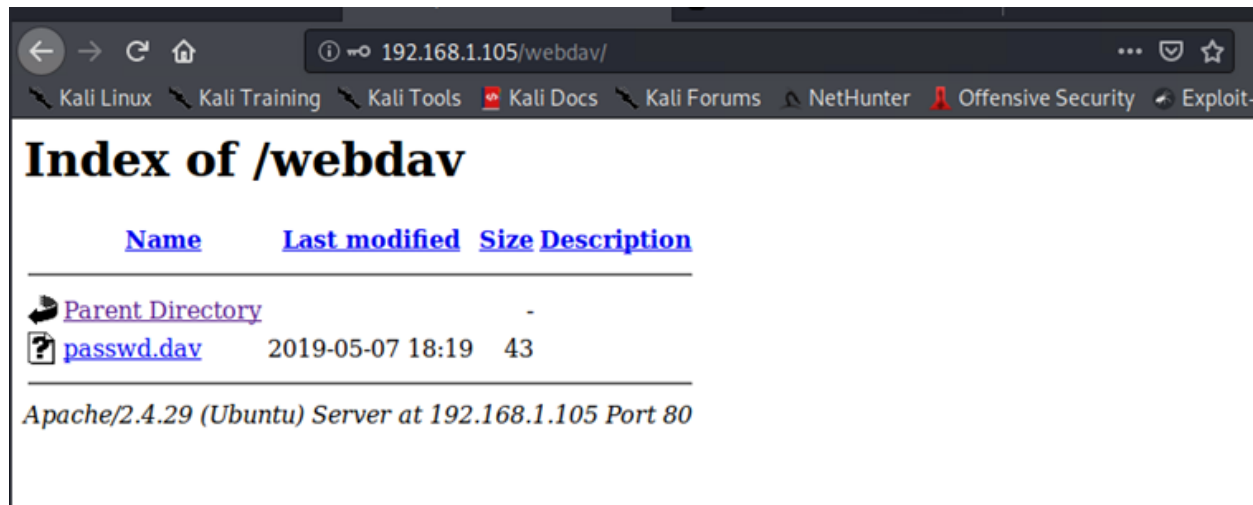 192.168.1.105/webdav/
Kali Linux Kali Training Kali Tools Kali Docs Kali Forums NetHunter Offensive Security Exploit-
Index of /webdav
Name Last modified Size Description
Parent Directory -
passwd.dav 2019-05-07 18:19 43
Apache/2.4.29 (Ubuntu) Server at 192.168.1.105 Port 80